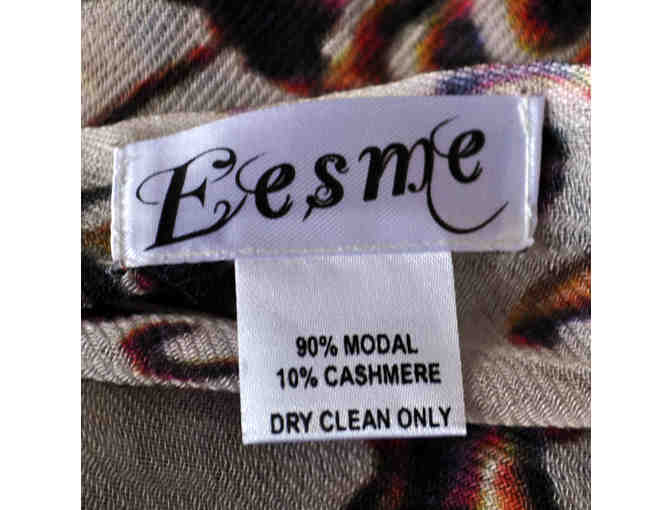 Eesme
90% MODAL
10% CASHMERE
DRY CLEAN ONLY